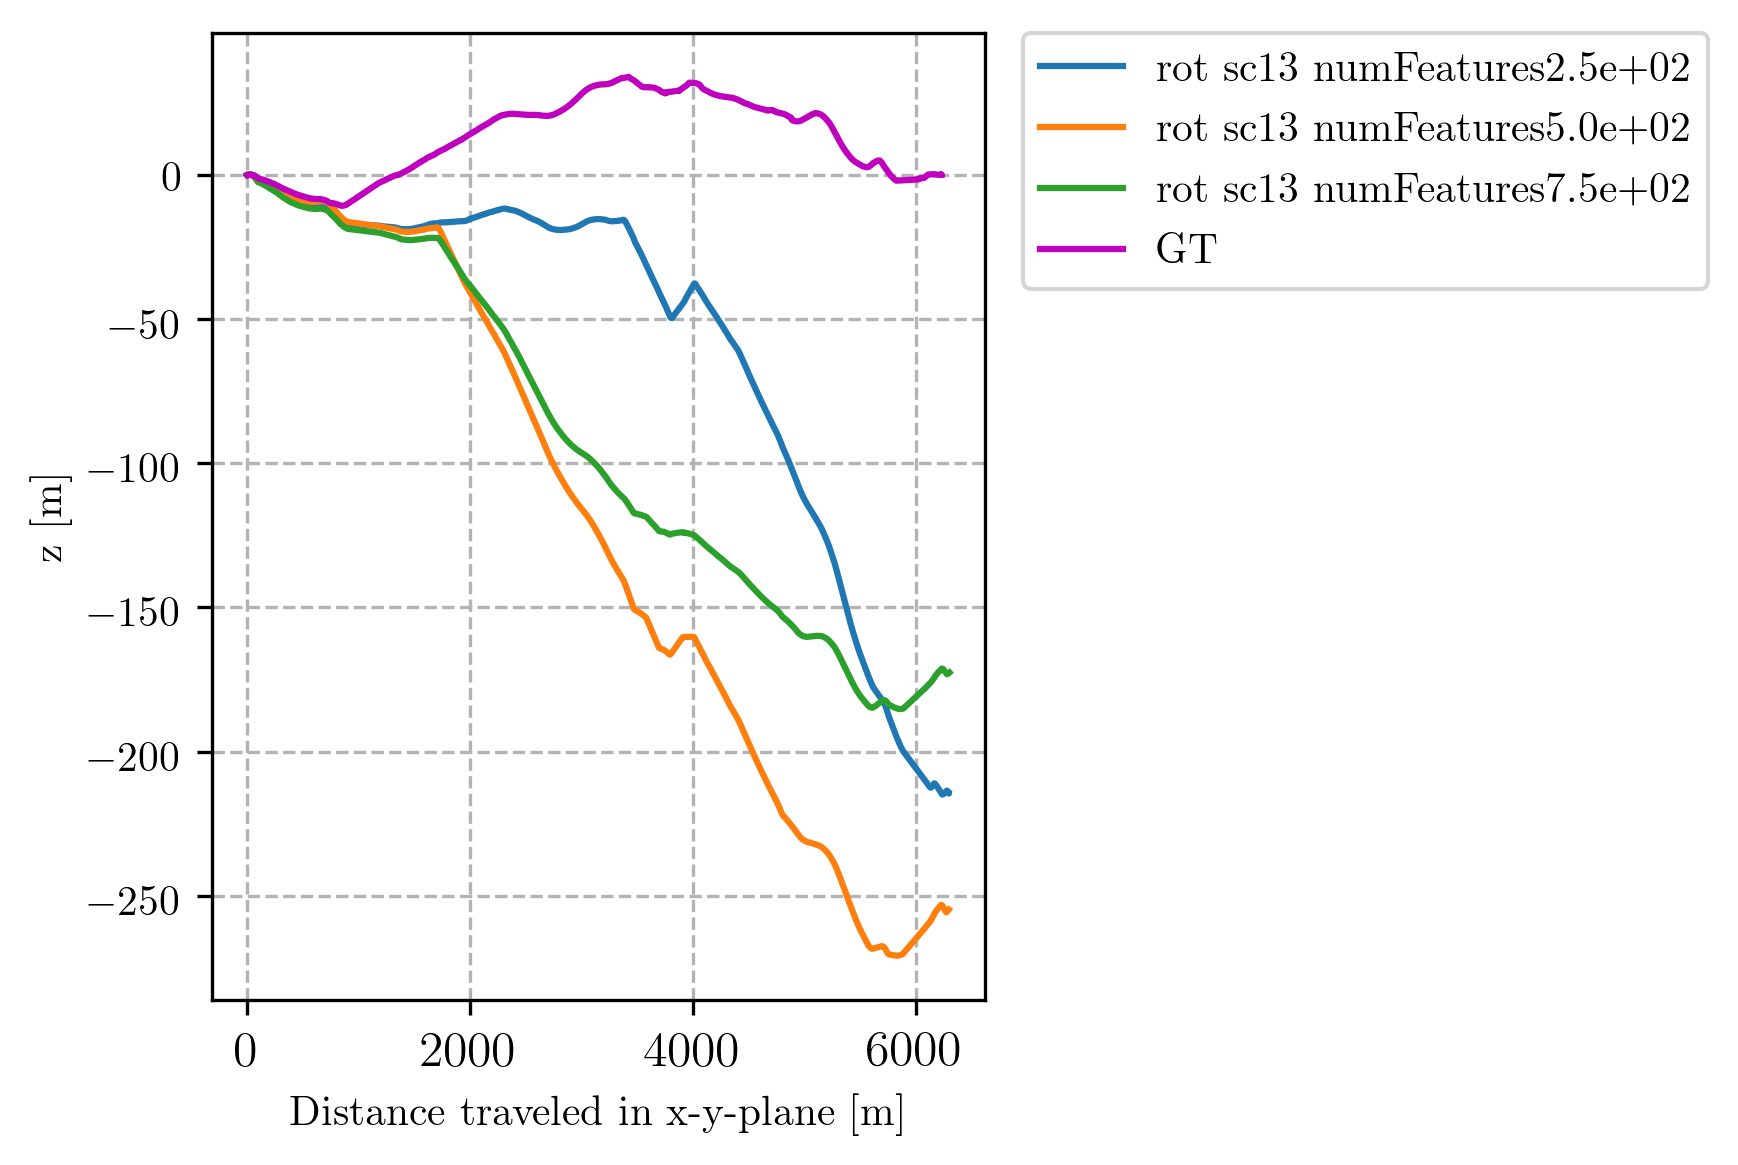 rot sc13 numFeatures2.5e+02
rot sc13 numFeatures5.0e+02
rot sc13 numFeatures7.5e+02
GT
z [m]
0
−50
−100
−150
−200
−250
0 2000 4000 6000
Distance traveled in x-y-plane [m]